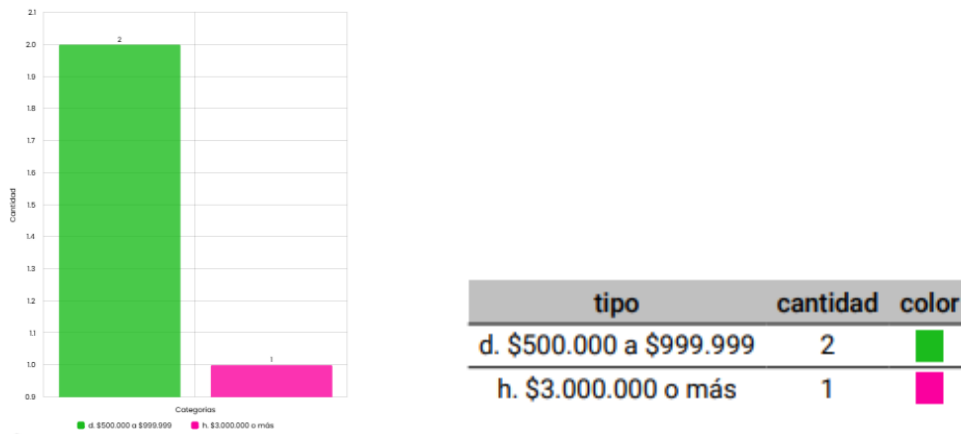 2.1
2
2.0
1.9
1.8
1.7
1.6
1.5
1.4
1.3
1.2
1.1
1
1.0
0.9
Cantidad
Categorías
d. $500.000 a $999.999 h. $3.000.000 o más
tipo cantidad color
d. $500.000 a $999.999 2
h. $3.000.000 o más 1